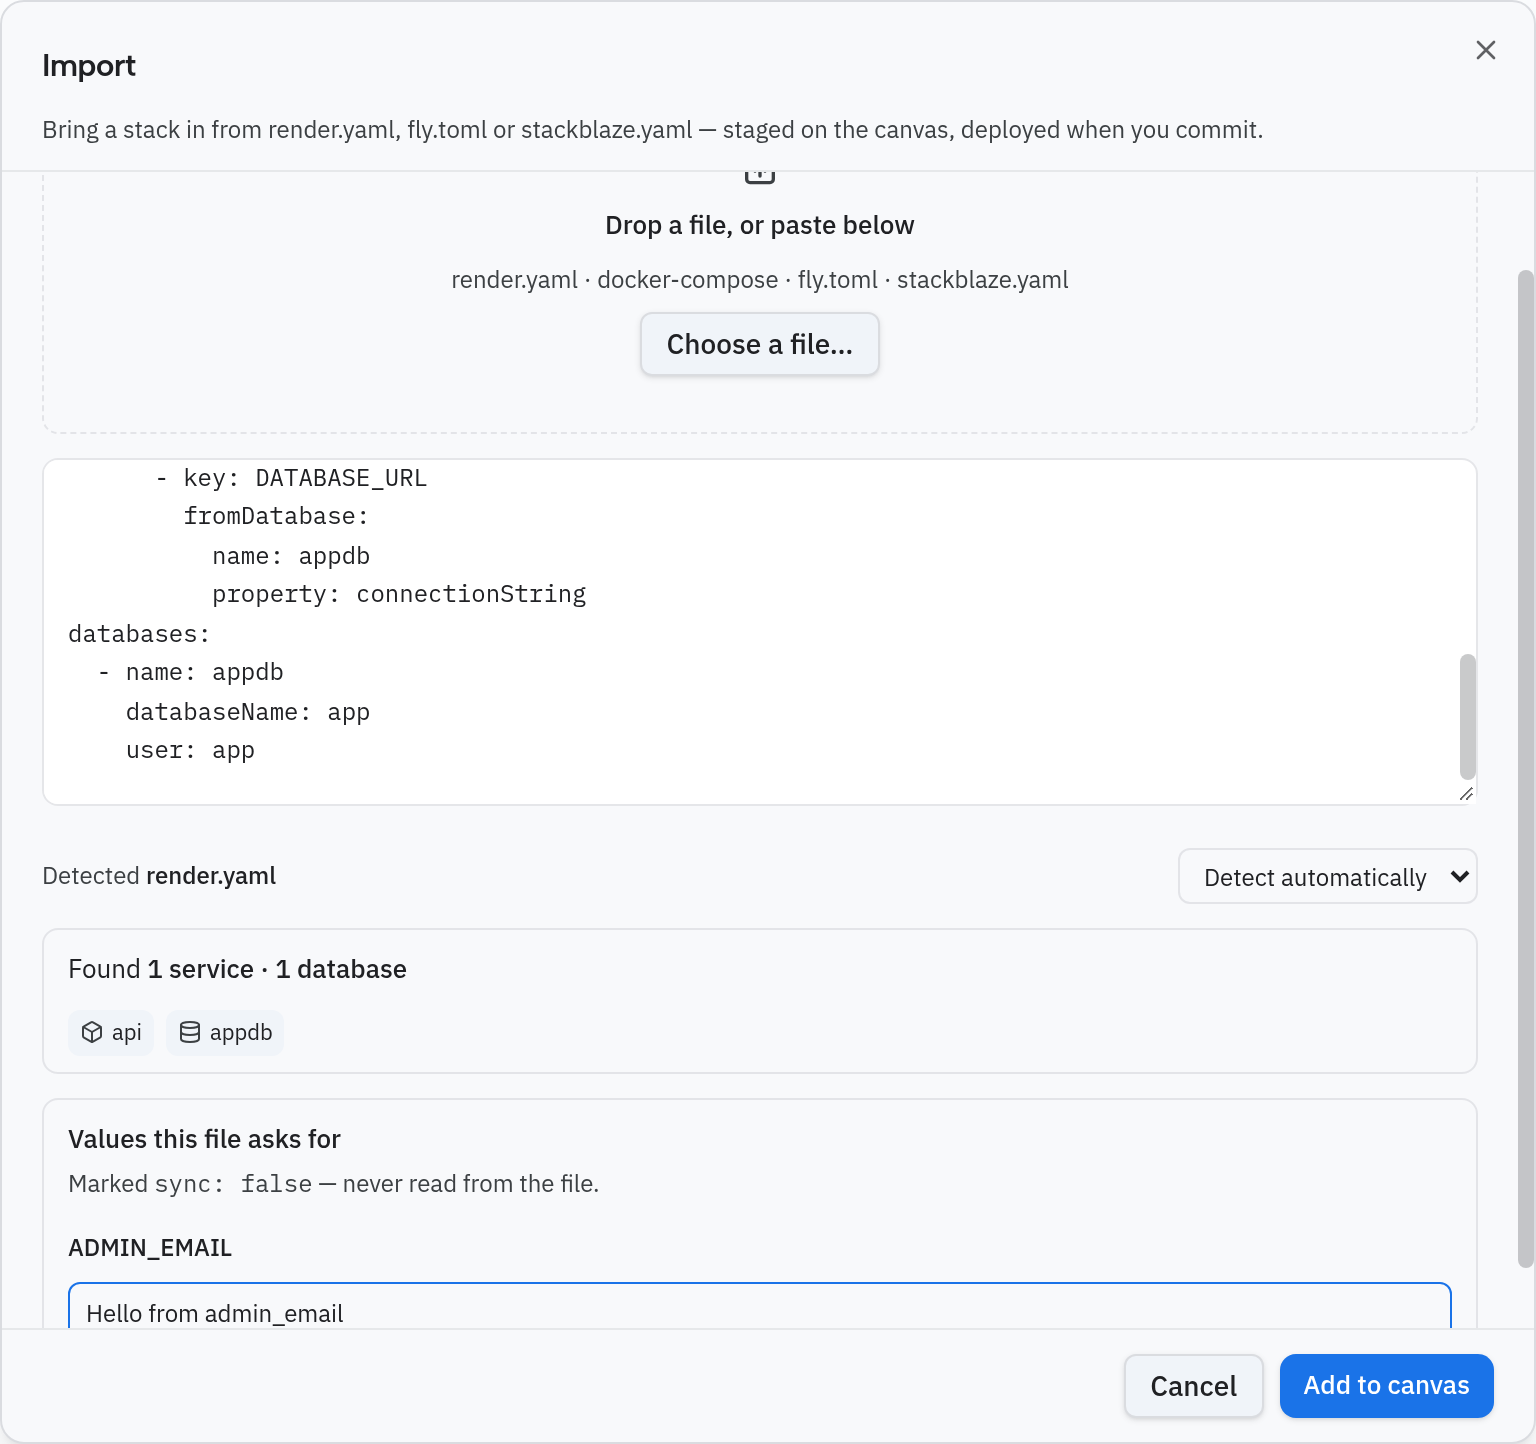 Import
Bring a stack in from render.yaml, fly.toml or stackblaze.yaml — staged on the canvas, deployed when you commit.
Drop a file, or paste below
render.yaml · docker-compose · fly.toml · stackblaze.yaml
Choose a file...
      - key: DATABASE_URL
        fromDatabase:
          name: appdb
          property: connectionString
databases:
  - name: appdb
    databaseName: app
    user: app
Detected render.yaml
Detect automatically
Found 1 service · 1 database
api
appdb
Values this file asks for
Marked sync: false — never read from the file.
ADMIN_EMAIL
Hello from admin_email
Cancel
Add to canvas